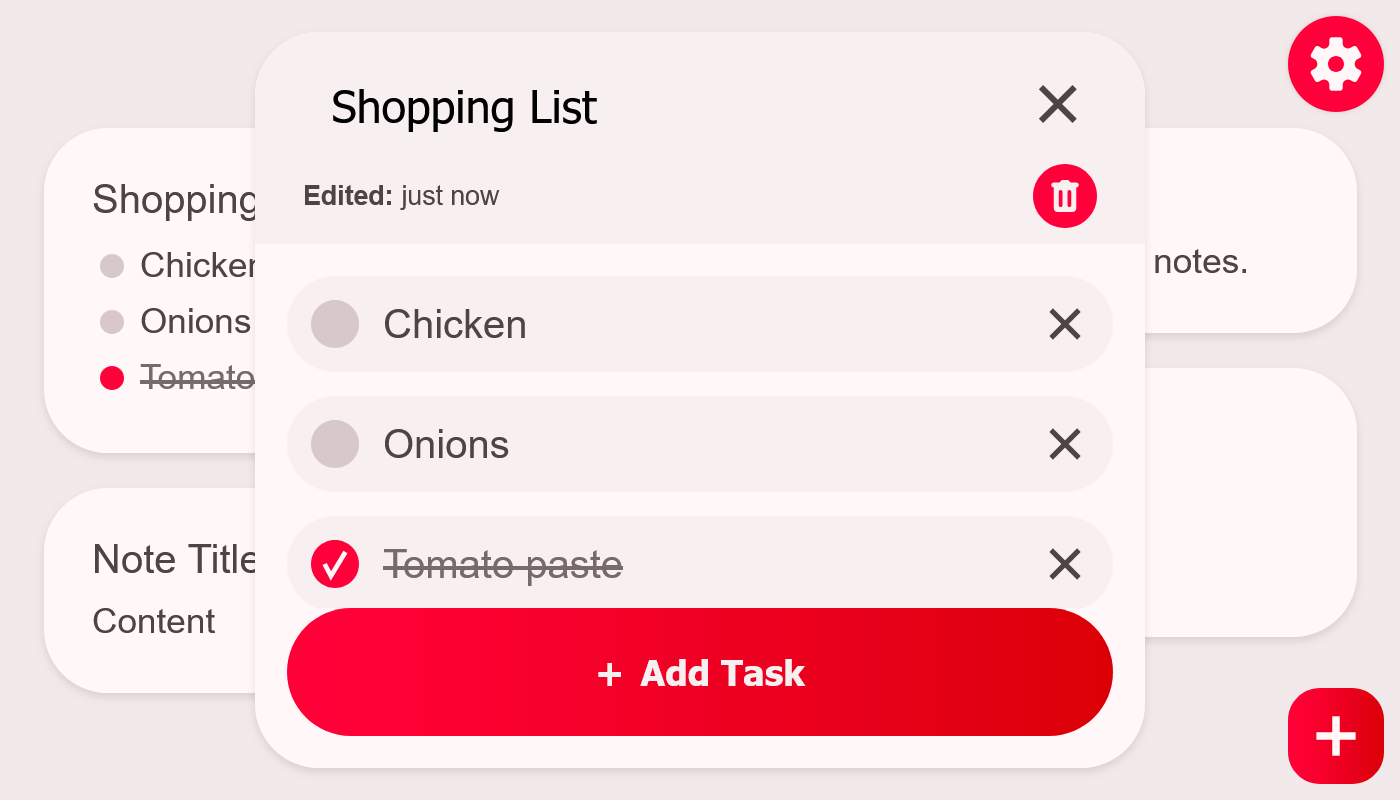 Shopping List
Edited: just now
Chicken
Onions
Tomato paste
+ Add Task
Shopping
Chicken
Onions
Tomato
Note Title
Content
notes.